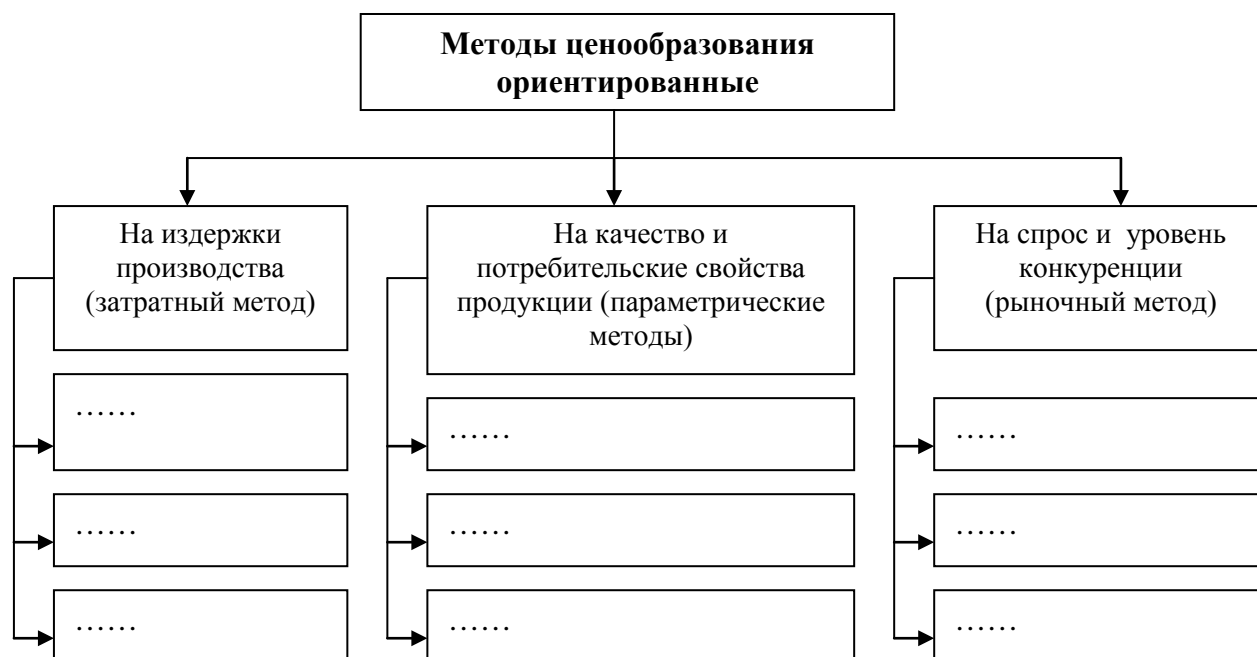 Методы ценообразования
ориентированные
На издержки
производства
(затратный метод)
На качество и
потребительские свойства
продукции (параметрические
методы)
На спрос и уровень
конкуренции
(рыночный метод)
……
……
……
……
……
……
……
……
……